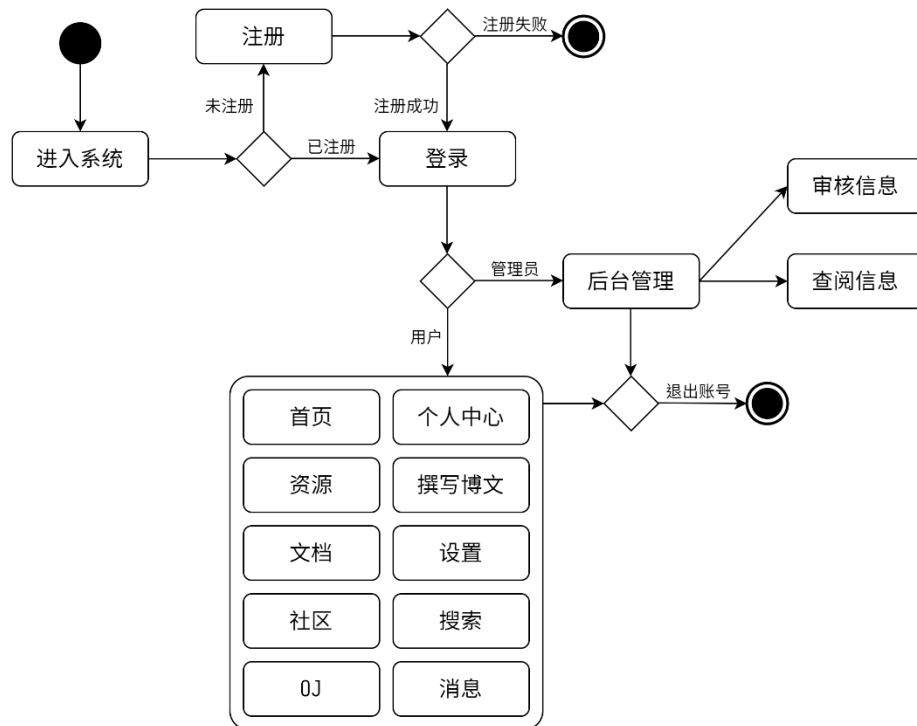 注册
注册失败
未注册
注册成功
进入系统
已注册
登录
审核信息
管理员
后台管理
查阅信息
用户
首页
个人中心
退出账号
资源
撰写博文
文档
设置
社区
搜索
OJ
消息